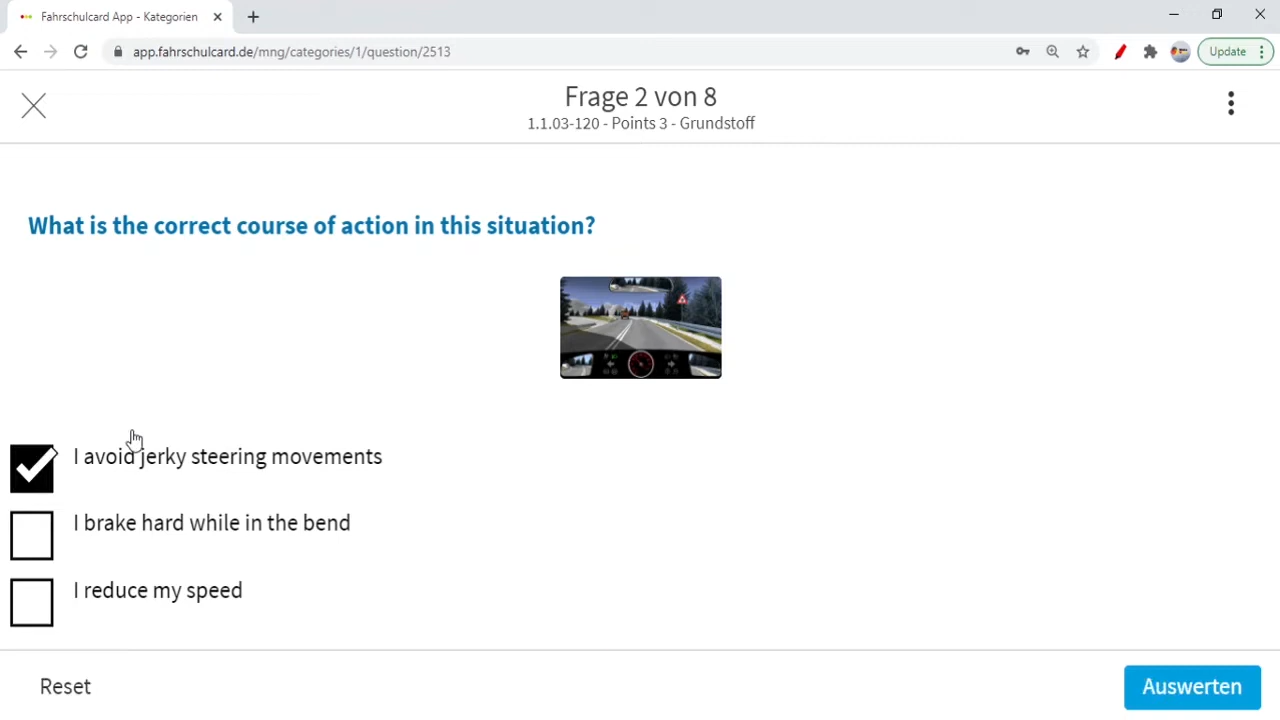 Fahrschulcard App - Kategorien
app.fahrschulcard.de/mng/categories/1/question/2513
Update
Frage 2 von 8
1.1.03-120 - Points 3 - Grundstoff
What is the correct course of action in this situation?
I avoid jerky steering movements
I brake hard while in the bend
I reduce my speed
Reset
Auswerten